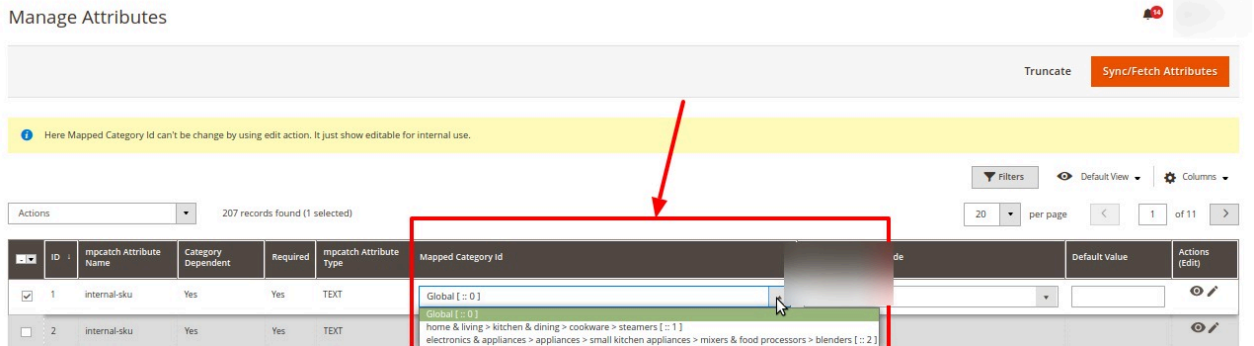 Manage Attributes
14
Truncate
Sync/Fetch Attributes
Here Mapped Category Id can't be change by using edit action. It just show editable for internal use.
Filters
Default View
Columns
Actions
207 records found (1 selected)
20
per page
1
of 11
ID
mpcatch Attribute Name
Category Dependent
Required
mpcatch Attribute Type
Mapped Category Id
Default Value
Actions (Edit)
1
internal-sku
Yes
Yes
TEXT
Global [ :: 0 ]
Global [ :: 0 ]
home & living > kitchen & dining > cookware > steamers [ :: 1 ]
electronics & appliances > appliances > small kitchen appliances > mixers & food processors > blenders [ :: 2 ]
2
internal-sku
Yes
Yes
TEXT